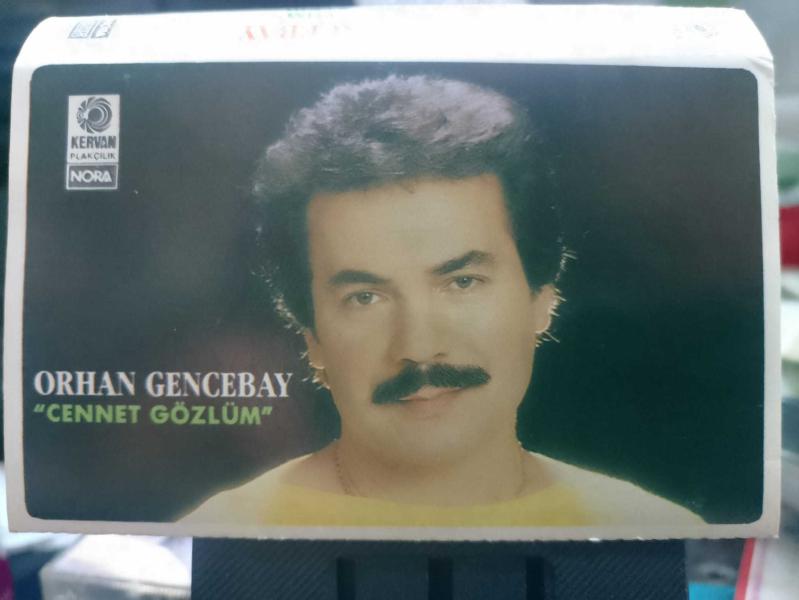 KERVAN
PLAKÇILIK
NORA
ORHAN GENCEBAY
"CENNET GÖZLÜM"